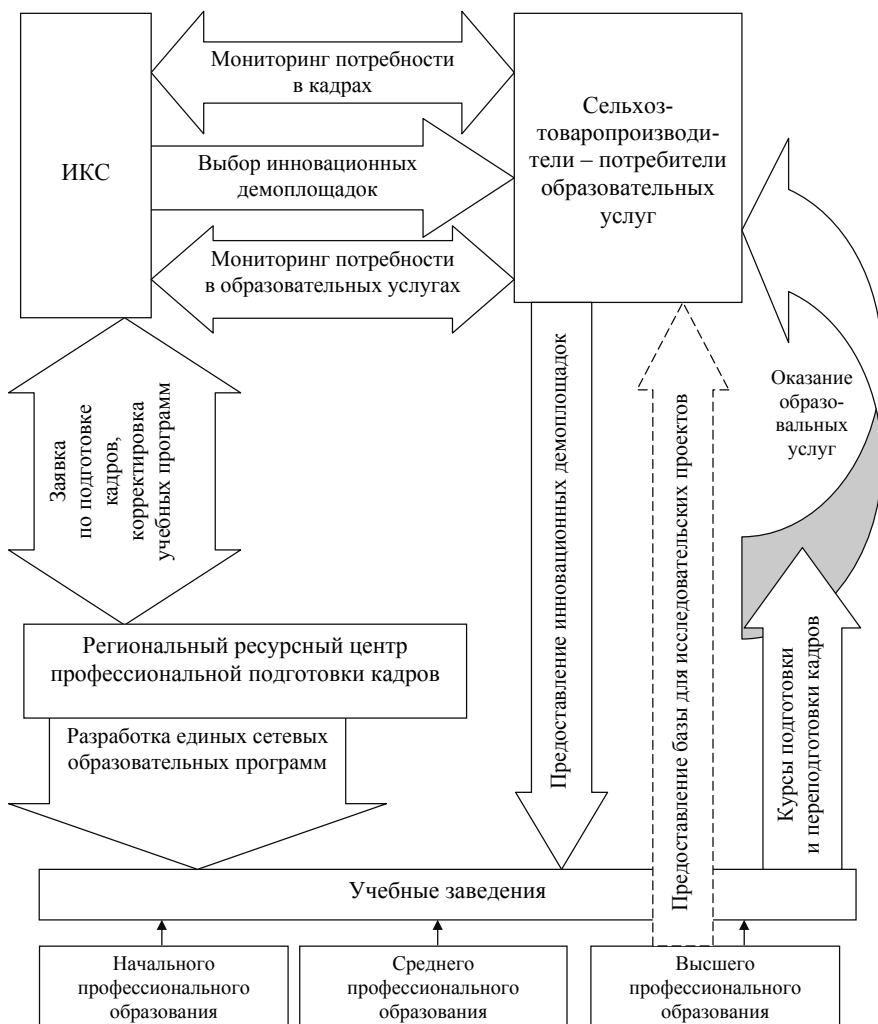 Мониторинг потребности
в кадрах
ИКС
Выбор инновационных
демоплощадок
Сельхоз-
товаропроизводи-
тели – потребители
образовательных
услуг
Мониторинг потребности
в образовательных услугах
Заявка
по подготовке
кадров,
корректировка
учебных программ
Предоставление инновационных демоплощадок
Предоставление базы для исследовательских проектов
Оказание
образо-
вальных
услуг
Курсы подготовки
и переподготовки кадров
Региональный ресурсный центр
профессиональной подготовки кадров
Разработка единых сетевых
образовательных программ
Учебные заведения
Начального
профессионального
образования
Среднего
профессионального
образования
Высшего
профессионального
образования